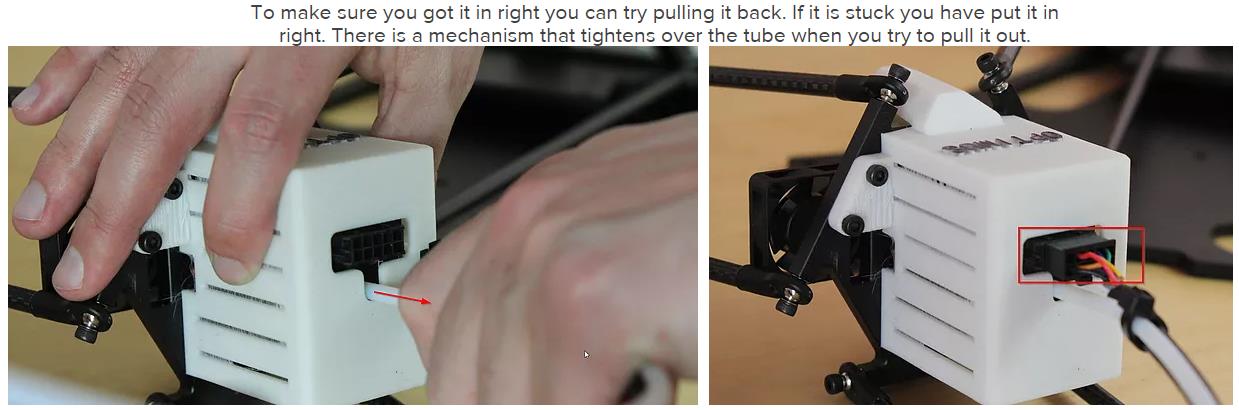 To make sure you got it in right you can try pulling it back. If it is stuck you have put it in
right. There is a mechanism that tightens over the tube when you try to pull it out.
OPTIMUS